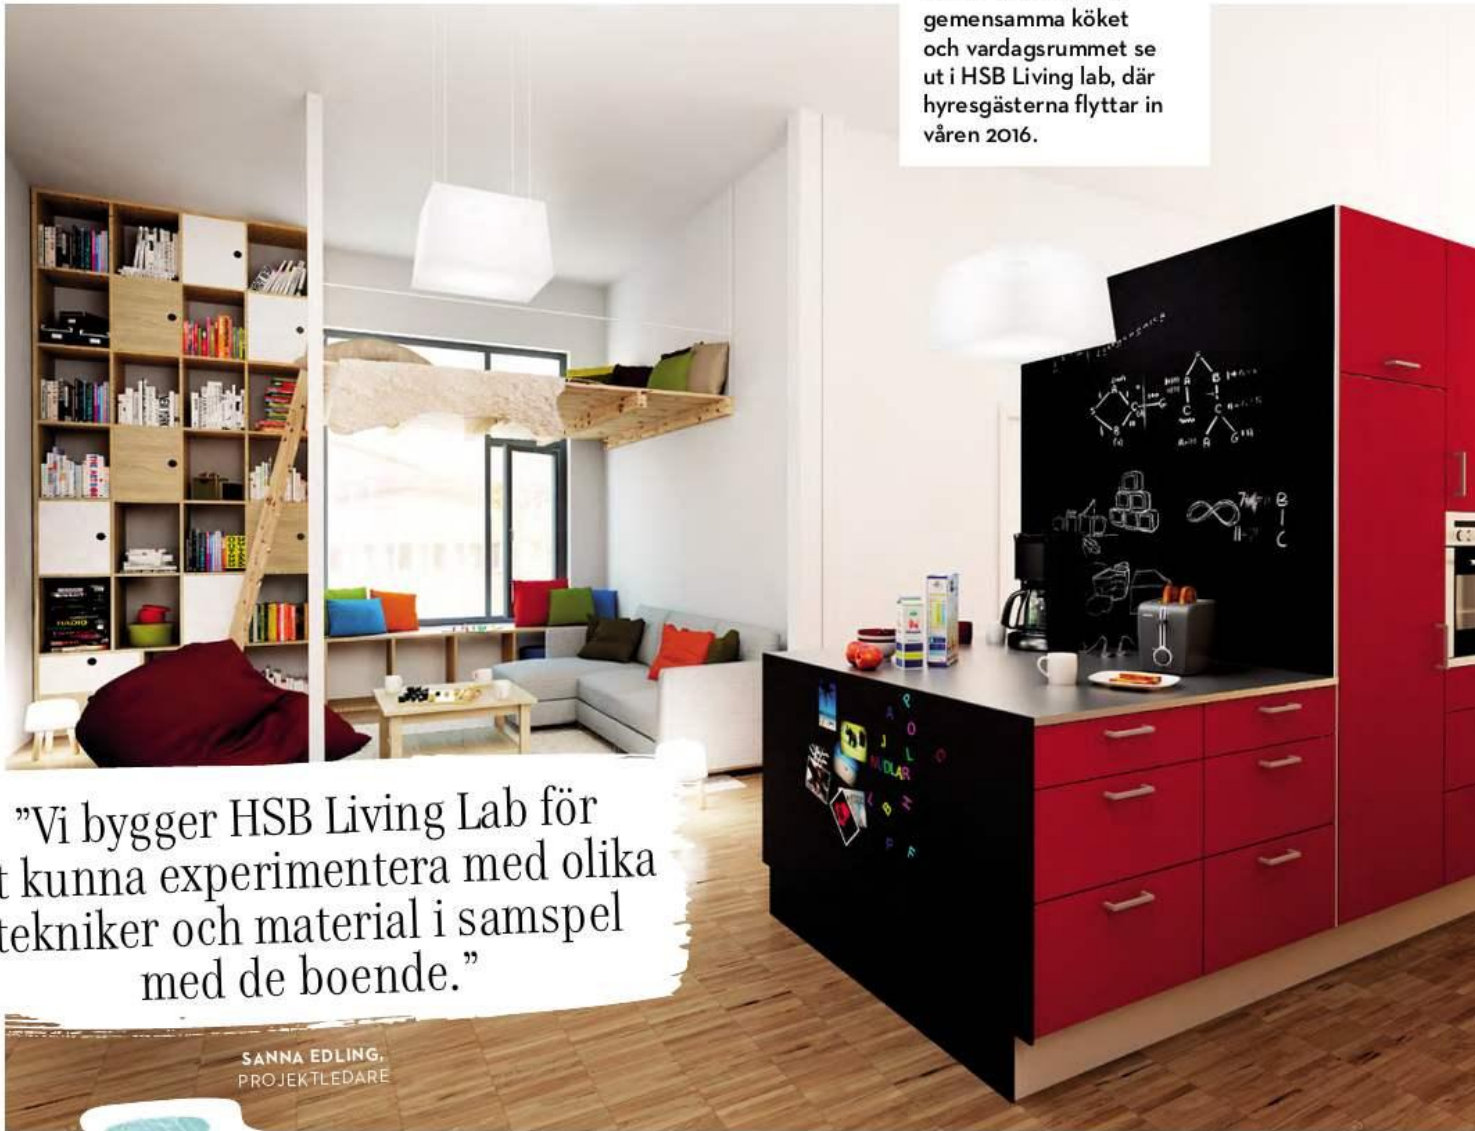 gemensamma köket
och vardagsrummet se
ut i HSB Living lab, där
hyresgästerna flyttar in
våren 2016.
”Vi bygger HSB Living Lab för
kunna experimentera med olika
tekniker och material i samspel
med de boende.”
SANNA EDLING,
PROJEKTLEDARE
NUDLAR